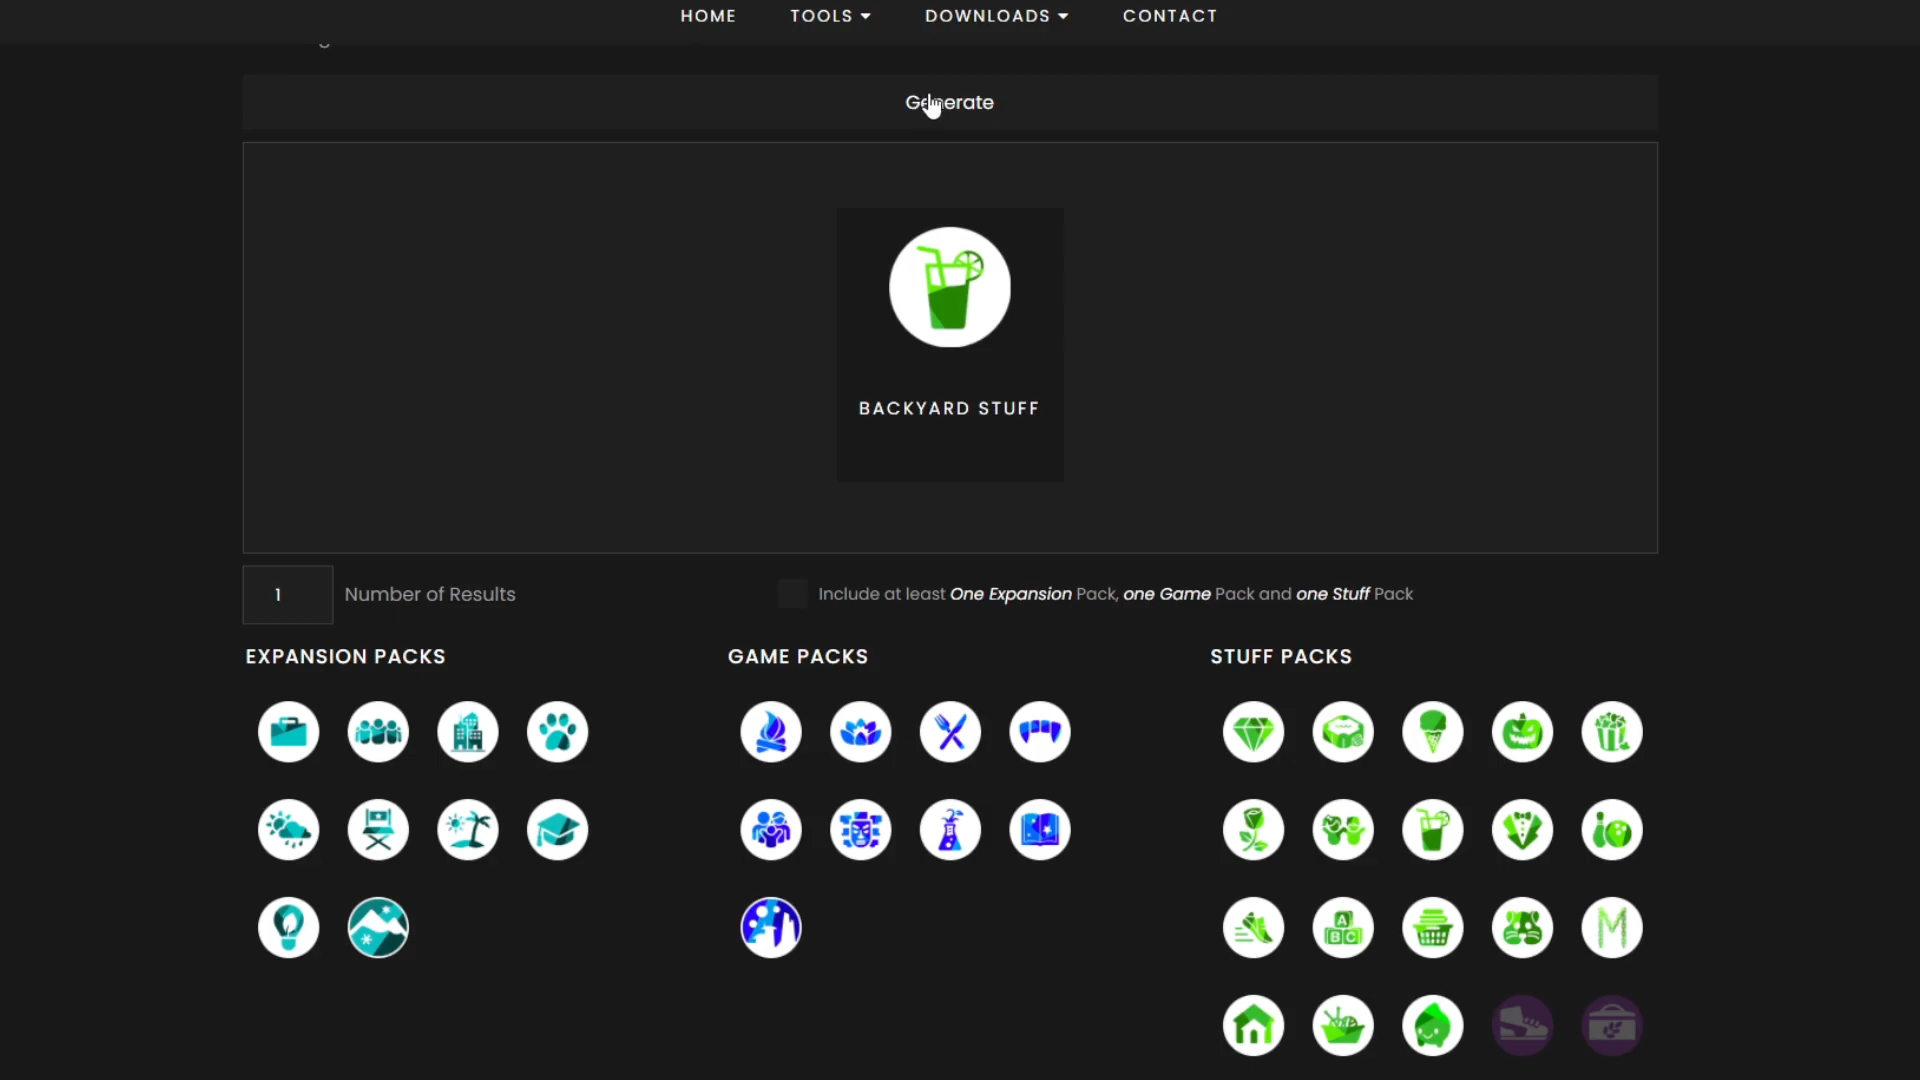 HOME TOOLS DOWNLOADS CONTACT
Generate
BACKYARD STUFF
1 Number of Results Include at least One Expansion Pack, one Game Pack and one Stuff Pack
EXPANSION PACKS GAME PACKS STUFF PACKS
A
B C
M